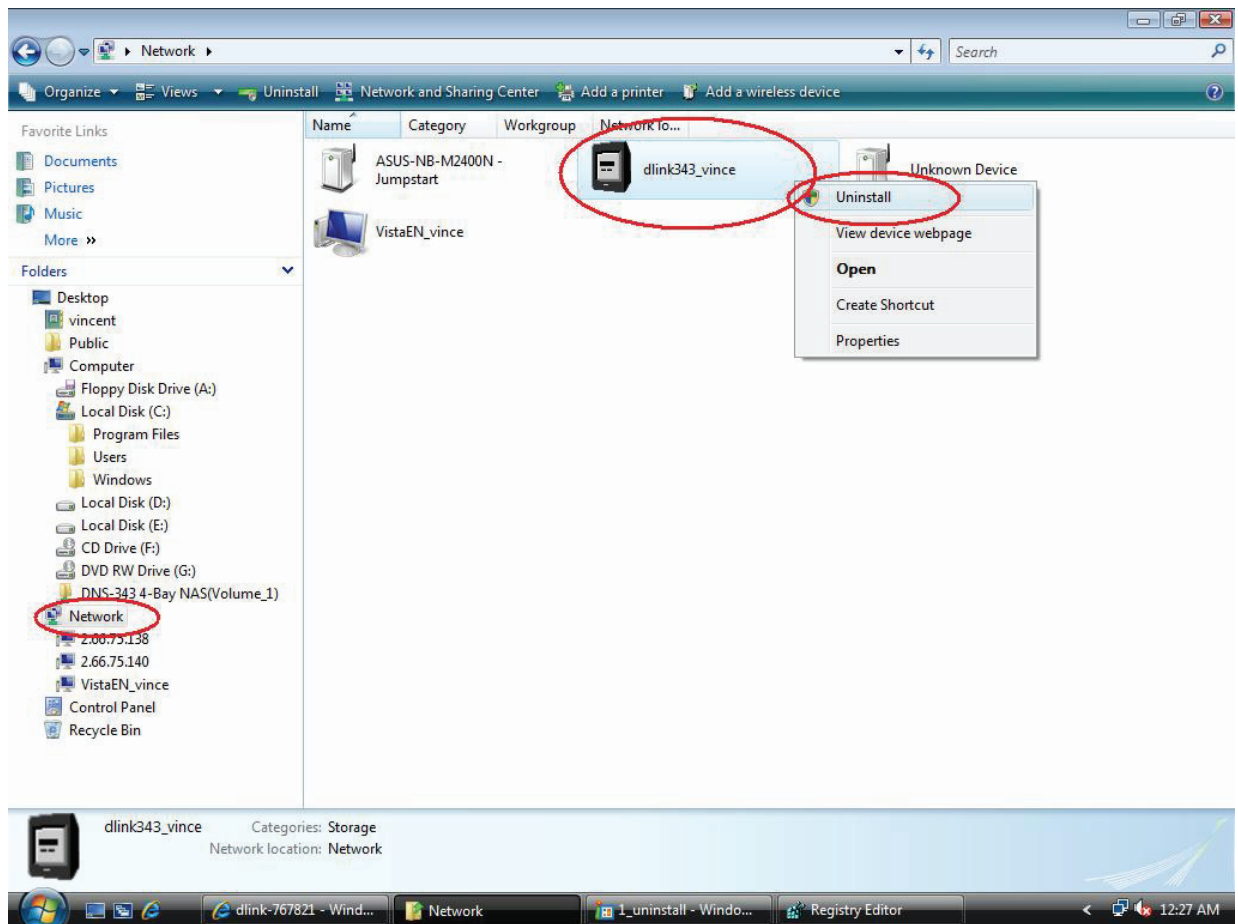 Network
Search
Organize Views Uninstall Network and Sharing Center Add a printer Add a wireless device
Favorite Links
Documents
Pictures
Music
More »
Folders
Desktop
vincent
Public
Computer
Floppy Disk Drive (A:)
Local Disk (C:)
Program Files
Users
Windows
Local Disk (D:)
Local Disk (E:)
CD Drive (F:)
DVD RW Drive (G:)
DNS-343 4-Bay NAS(Volume_1)
Network
2.66.75.138
2.66.75.140
VistaEN_vince
Control Panel
Recycle Bin
Name Category Workgroup Network lo...
ASUS-NB-M2400N -
Jumpstart
dlink343_vince
Unknown Device
VistaEN_vince
Uninstall
View device webpage
Open
Create Shortcut
Properties
dlink343_vince Categories: Storage
Network location: Network
dlink-767821 - Wind... Network 1_uninstall - Windo... Registry Editor 12:27 AM